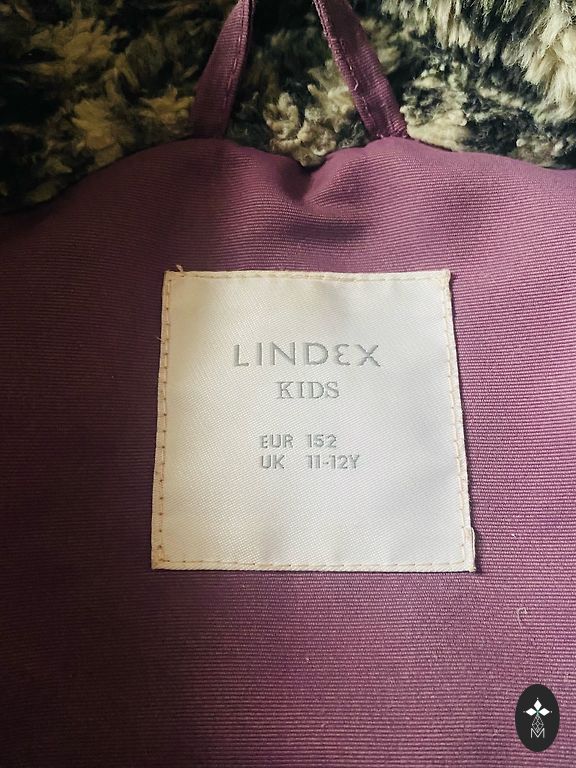 LINDEX
KIDS
EUR 152
UK 11-12Y
M